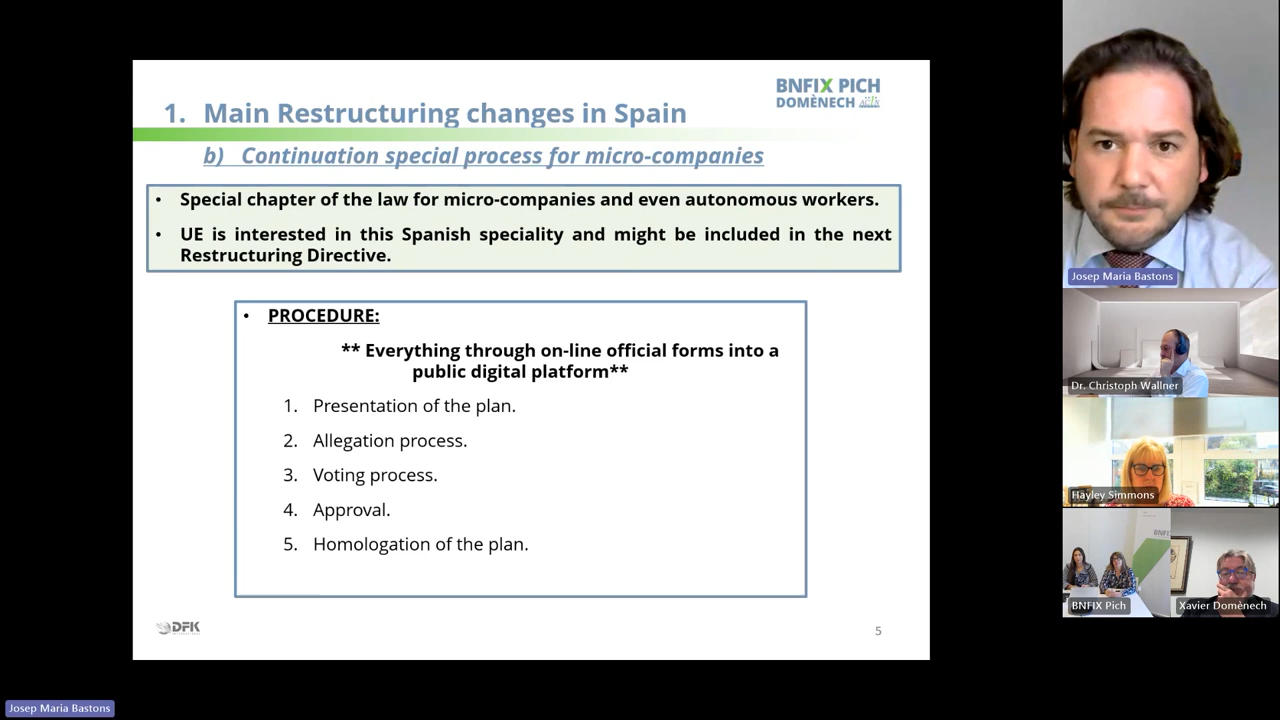 BNFIX PICH
DOMÈNECH
1. Main Restructuring changes in Spain
b) Continuation special process for micro-companies
• Special chapter of the law for micro-companies and even autonomous workers.
• UE is interested in this Spanish speciality and might be included in the next
Restructuring Directive.
• PROCEDURE:
** Everything through on-line official forms into a
public digital platform**
1. Presentation of the plan.
2. Allegation process.
3. Voting process.
4. Approval.
5. Homologation of the plan.
DFK
5
Josep Maria Bastons
Dr. Christoph Wallner
Hayley Simmons
BNFIX Pich
Xavier Domènech
Josep Maria Bastons